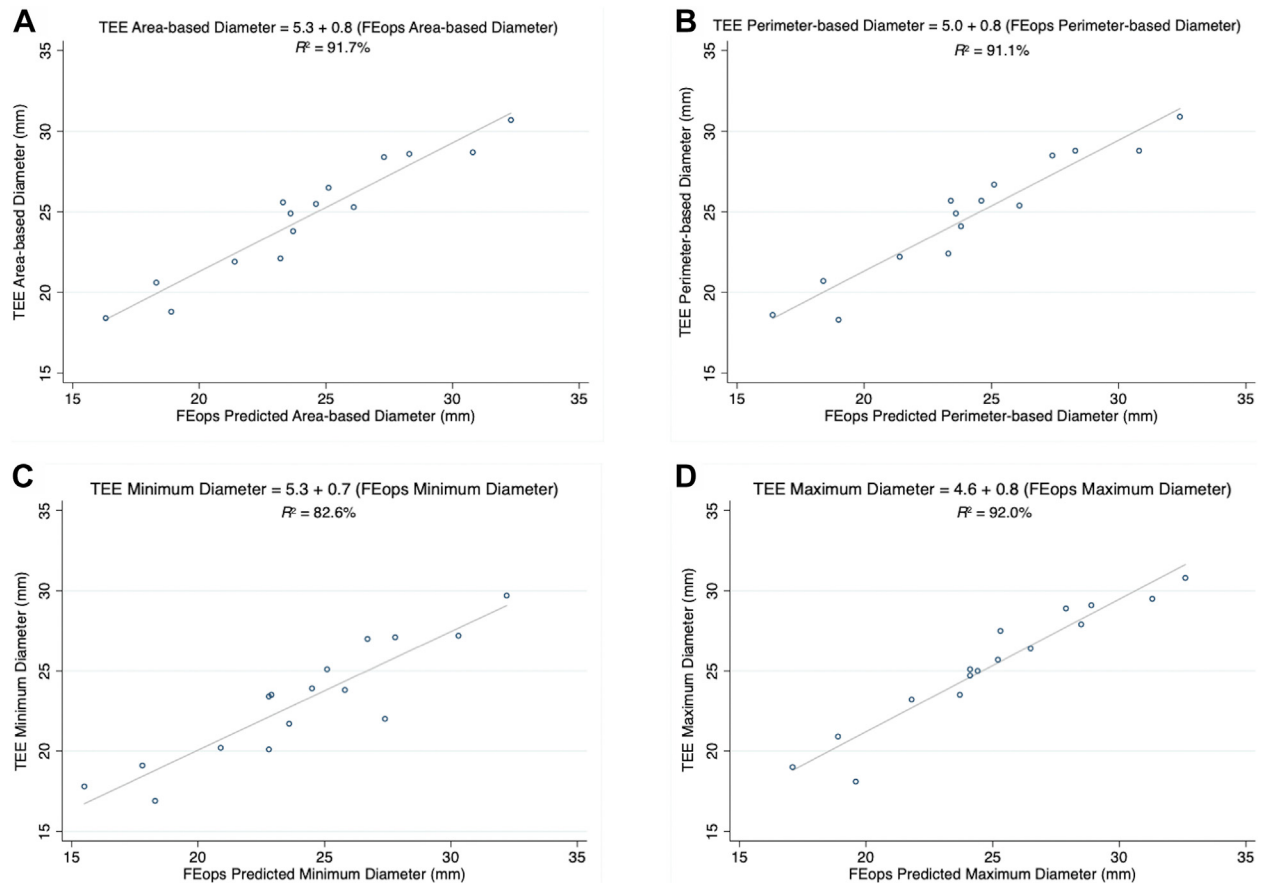 A
TEE Area-based Diameter = 5.3 + 0.8 (FEops Area-based Diameter)
R² = 91.7%
TEE Area-based Diameter (mm)
35
30
25
20
15
15 20 25 30 35
FEops Predicted Area-based Diameter (mm)
B
TEE Perimeter-based Diameter = 5.0 + 0.8 (FEops Perimeter-based Diameter)
R² = 91.1%
TEE Perimeter-based Diameter (mm)
35
30
25
20
15
15 20 25 30 35
FEops Predicted Perimeter-based Diameter (mm)
C
TEE Minimum Diameter = 5.3 + 0.7 (FEops Minimum Diameter)
R² = 82.6%
TEE Minimum Diameter (mm)
35
30
25
20
15
15 20 25 30 35
FEops Predicted Minimum Diameter (mm)
D
TEE Maximum Diameter = 4.6 + 0.8 (FEops Maximum Diameter)
R² = 92.0%
TEE Maximum Diameter (mm)
35
30
25
20
15
15 20 25 30 35
FEops Predicted Maximum Diameter (mm)